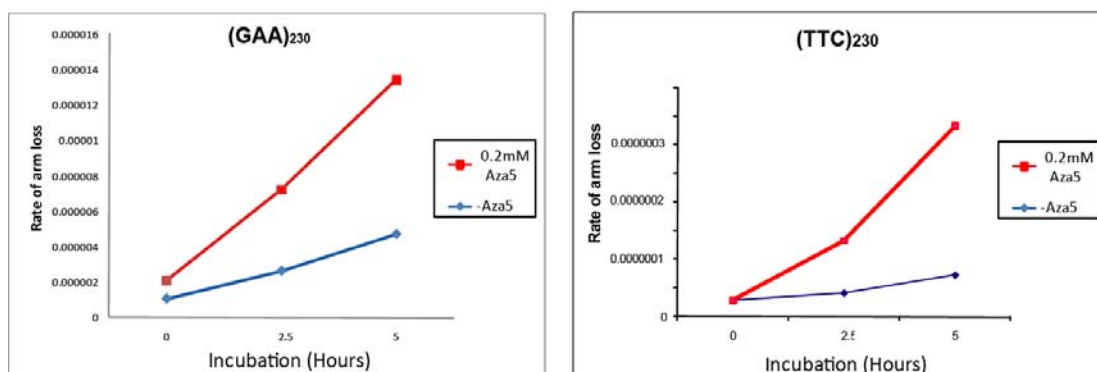 (GAA)230
0.000016
0.000014
0.000012
0.00001
0.000008
0.000006
0.000004
0.000002
0
Rate of arm loss
0 2.5 5
Incubation (Hours)
0.2mM
Aza5
-Aza5
(TTC)230
0.0000003
0.0000002
0.0000001
0
Rate of arm loss
0 2.5 5
Incubation (Hours)
0.2mM
Aza5
-Aza5